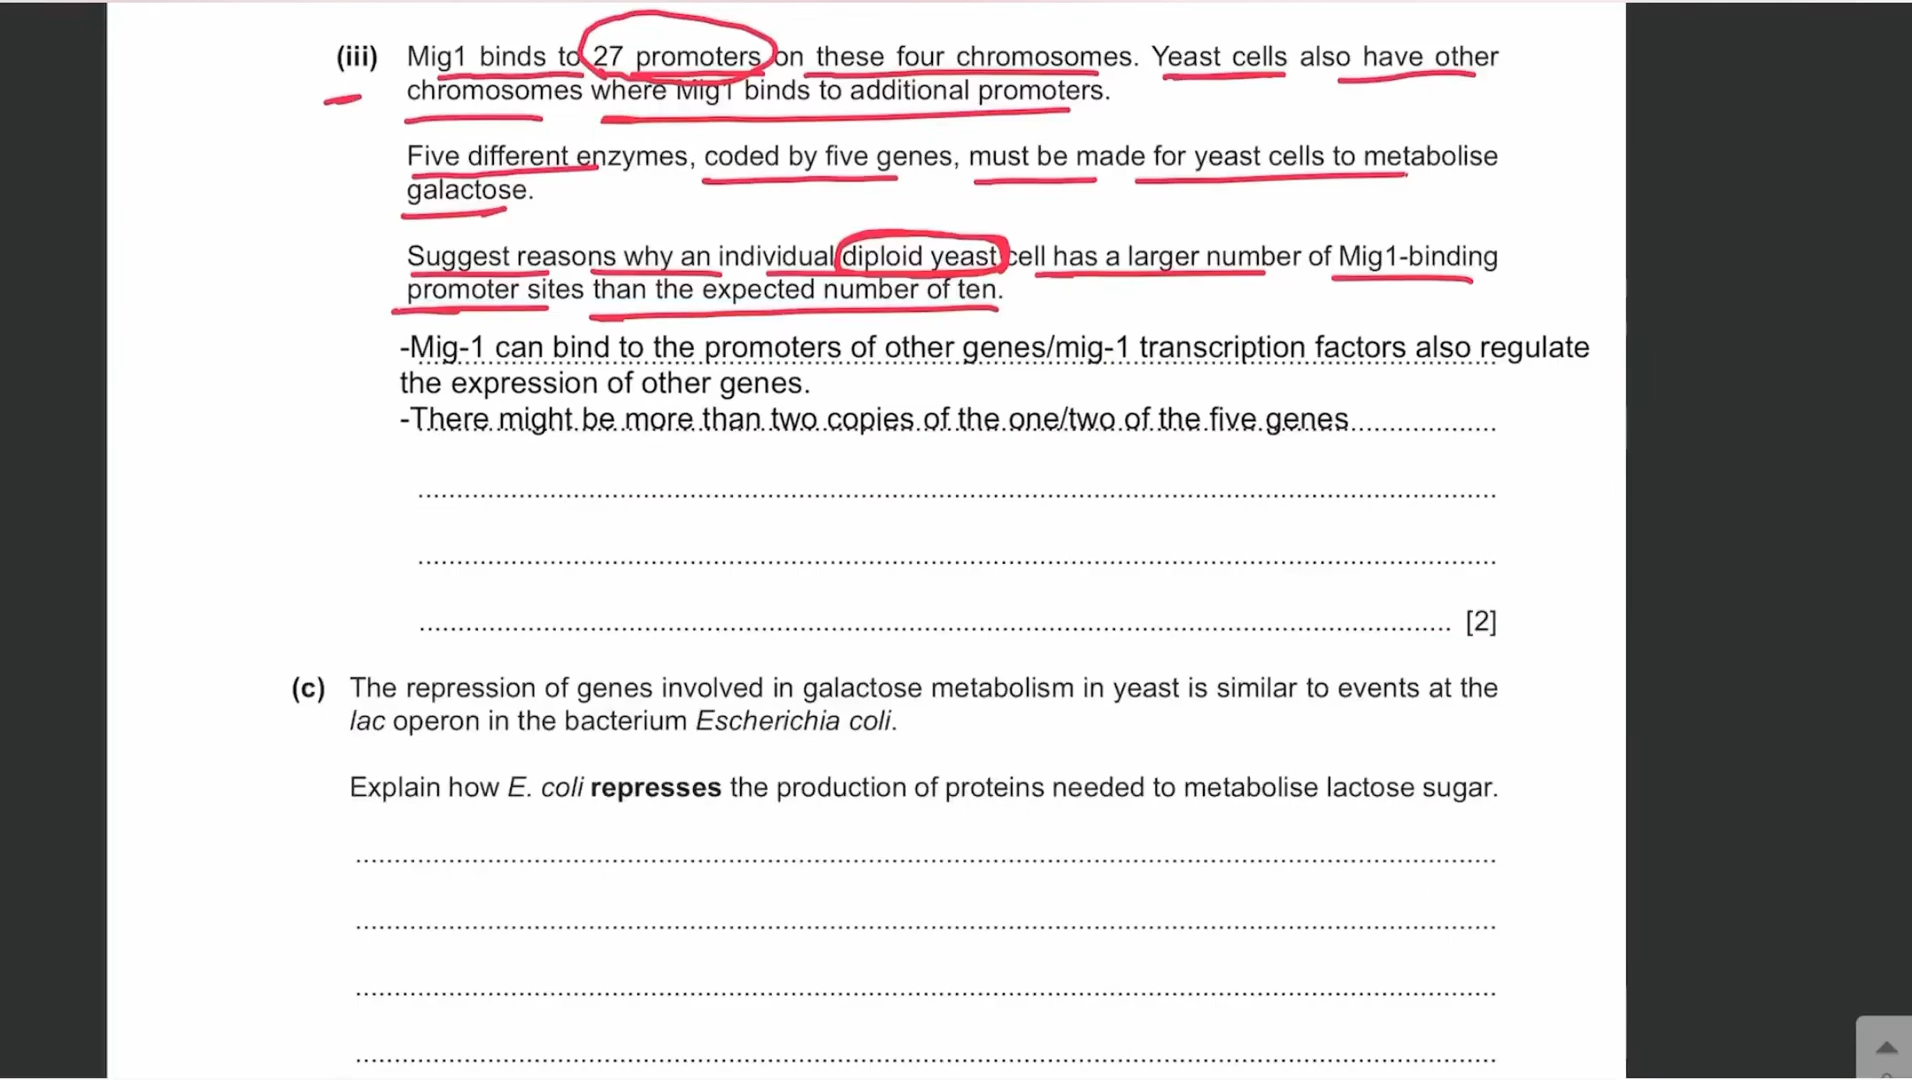 (iii) Mig1 binds to 27 promoters on these four chromosomes. Yeast cells also have other
chromosomes where Mig1 binds to additional promoters.
Five different enzymes, coded by five genes, must be made for yeast cells to metabolise
galactose.
Suggest reasons why an individual diploid yeast cell has a larger number of Mig1-binding
promoter sites than the expected number of ten.
-Mig-1 can bind to the promoters of other genes/mig-1 transcription factors also regulate
the expression of other genes.
-There might be more than two copies of the one/two of the five genes
[2]
(c) The repression of genes involved in galactose metabolism in yeast is similar to events at the
lac operon in the bacterium Escherichia coli.
Explain how E. coli represses the production of proteins needed to metabolise lactose sugar.